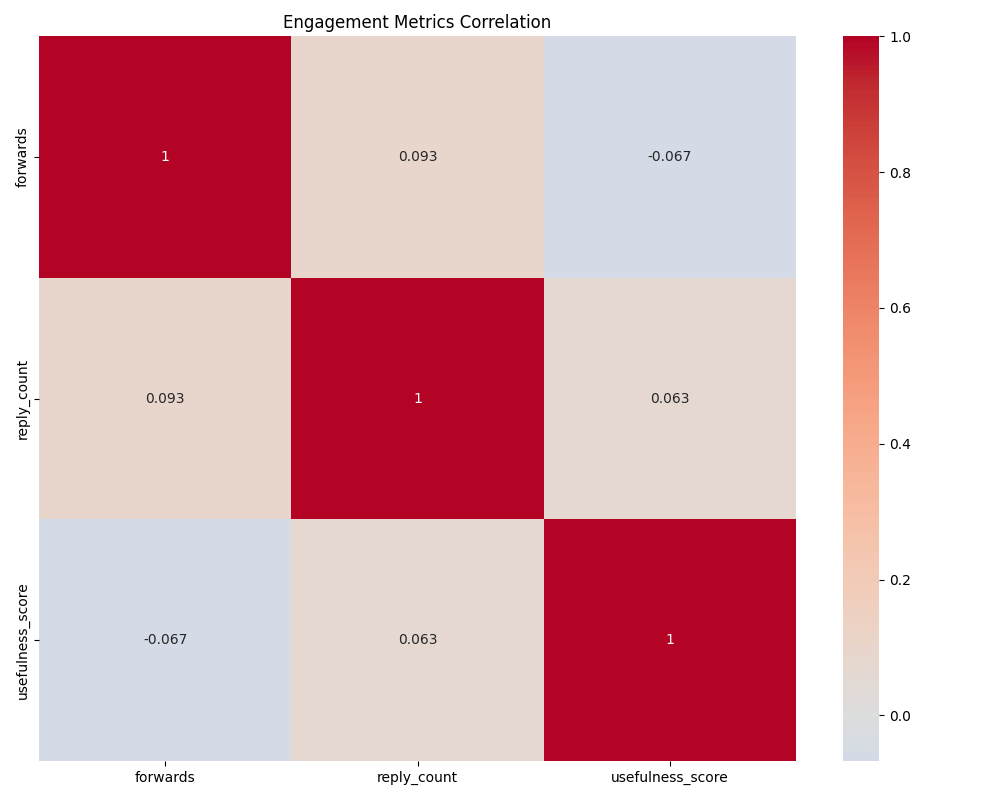 Engagement Metrics Correlation
forwards
1
0.093
-0.067
reply_count
0.093
1
0.063
usefulness_score
-0.067
0.063
1
forwards
reply_count
usefulness_score
1.0
0.8
0.6
0.4
0.2
0.0